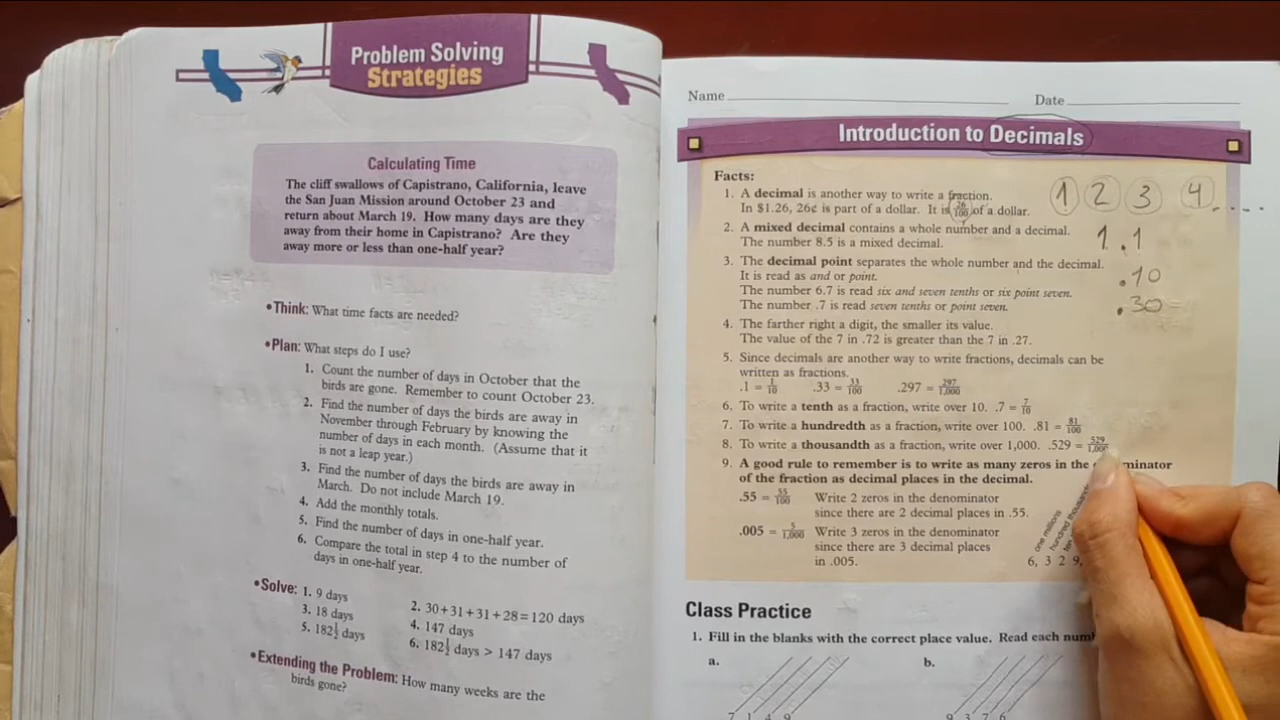 Problem Solving
Strategies
Calculating Time
The cliff swallows of Capistrano, California, leave
the San Juan Mission around October 23 and
return about March 19. How many days are they
away from their home in Capistrano? Are they
away more or less than one-half year?
•Think: What time facts are needed?
•Plan: What steps do I use?
1. Count the number of days in October that the
birds are gone. Remember to count October 23.
2. Find the number of days the birds are away in
November through February by knowing the
number of days in each month. (Assume that it
is not a leap year.)
3. Find the number of days the birds are away in
March. Do not include March 19.
4. Add the monthly totals.
5. Find the number of days in one-half year.
6. Compare the total in step 4 to the number of
days in one-half year.
•Solve: 1. 9 days
2. 30+31+31+28=120 days
3. 18 days
4. 147 days
5. 182½ days
6. 182½ days > 147 days
•Extending the Problem: How many weeks are the
birds gone?
Name Date
Introduction to Decimals
Facts:
1. A decimal is another way to write a fraction.
In $1.26, 26¢ is part of a dollar. It is 26/100 of a dollar.
2. A mixed decimal contains a whole number and a decimal.
The number 8.5 is a mixed decimal.
3. The decimal point separates the whole number and the decimal.
It is read as and or point.
The number 6.7 is read six and seven tenths or six point seven.
The number .7 is read seven tenths or point seven.
4. The farther right a digit, the smaller its value.
The value of the 7 in .72 is greater than the 7 in .27.
5. Since decimals are another way to write fractions, decimals can be
written as fractions.
.1 = 1/10 .33 = 33/100 .297 = 297/1,000
6. To write a tenth as a fraction, write over 10. .7 = 7/10
7. To write a hundredth as a fraction, write over 100. .81 = 81/100
8. To write a thousandth as a fraction, write over 1,000. .529 = 529/1,000
9. A good rule to remember is to write as many zeros in the minator
of the fraction as decimal places in the decimal.
.55 = 55/100 Write 2 zeros in the denominator
since there are 2 decimal places in .55.
.005 = 5/1,000 Write 3 zeros in the denominator
since there are 3 decimal places
in .005.
1 2 3 4 ....
1.1
.10
.30
one millions
hundred thousands
6, 3 2 9,
Class Practice
1. Fill in the blanks with the correct place value. Read each num
a. b.
7 1 4 9
9 3 7 6